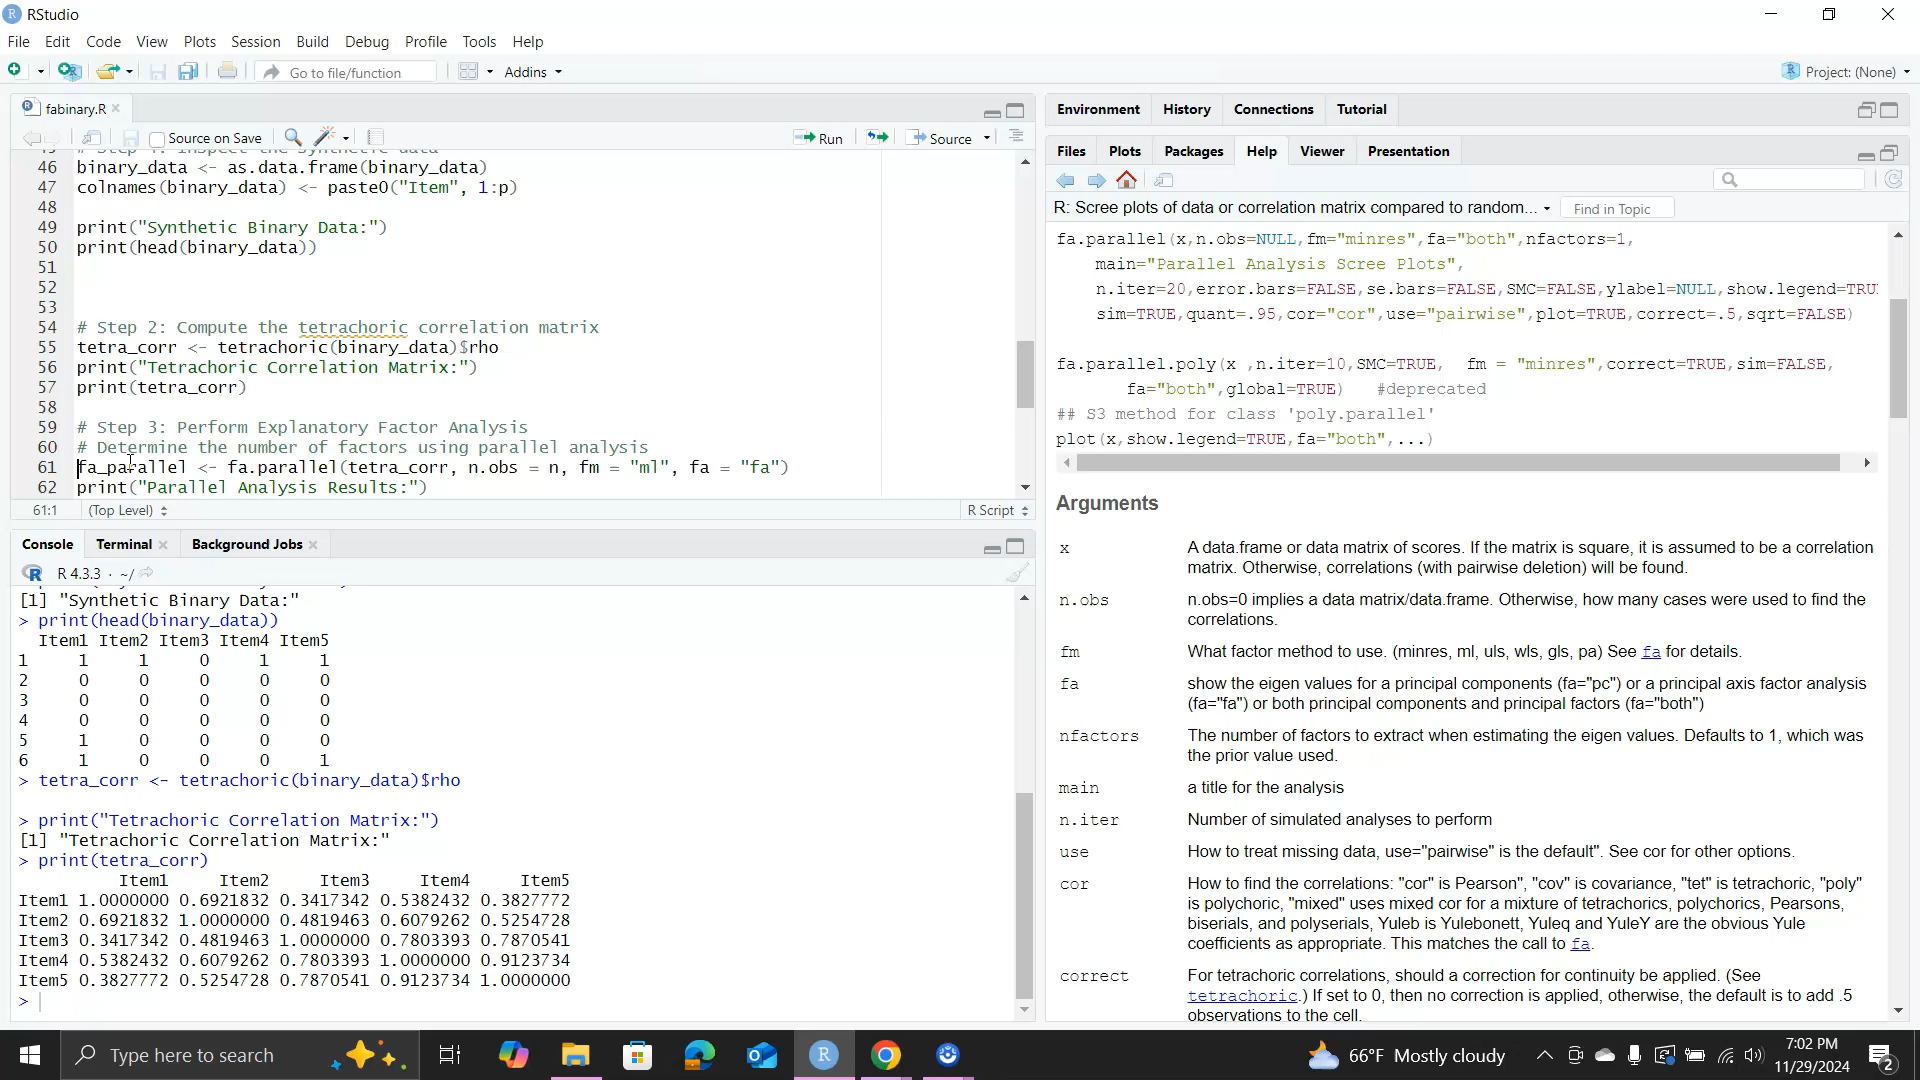 RStudio
File Edit Code View Plots Session Build Debug Profile Tools Help
Go to file/function Addins Project: (None)
fabinary.R
Source on Save Run Source
46 binary_data <- as.data.frame(binary_data)
47 colnames(binary_data) <- paste0("Item", 1:p)
48
49 print("Synthetic Binary Data:")
50 print(head(binary_data))
51
52
53
54 # Step 2: Compute the tetrachoric correlation matrix
55 tetra_corr <- tetrachoric(binary_data)$rho
56 print("Tetrachoric Correlation Matrix:")
57 print(tetra_corr)
58
59 # Step 3: Perform Explanatory Factor Analysis
60 # Determine the number of factors using parallel analysis
61 fa_parallel <- fa.parallel(tetra_corr, n.obs = n, fm = "ml", fa = "fa")
62 print("Parallel Analysis Results:")
61:1 (Top Level) R Script
Console Terminal Background Jobs
R 4.3.3 · ~/
[1] "Synthetic Binary Data:"
> print(head(binary_data))
Item1 Item2 Item3 Item4 Item5
1 1 1 0 1 1
2 0 0 0 0 0
3 0 0 0 0 0
4 0 0 0 0 0
5 1 0 0 0 0
6 1 0 0 0 1
> tetra_corr <- tetrachoric(binary_data)$rho
> print("Tetrachoric Correlation Matrix:")
[1] "Tetrachoric Correlation Matrix:"
> print(tetra_corr)
Item1 Item2 Item3 Item4 Item5
Item1 1.0000000 0.6921832 0.3417342 0.5382432 0.3827772
Item2 0.6921832 1.0000000 0.4819463 0.6079262 0.5254728
Item3 0.3417342 0.4819463 1.0000000 0.7803393 0.7870541
Item4 0.5382432 0.6079262 0.7803393 1.0000000 0.9123734
Item5 0.3827772 0.5254728 0.7870541 0.9123734 1.0000000
>
Environment History Connections Tutorial
Files Plots Packages Help Viewer Presentation
R: Scree plots of data or correlation matrix compared to random... Find in Topic
fa.parallel(x,n.obs=NULL,fm="minres",fa="both",nfactors=1,
main="Parallel Analysis Scree Plots",
n.iter=20,error.bars=FALSE,se.bars=FALSE,SMC=FALSE,ylabel=NULL,show.legend=TRU
sim=TRUE,quant=.95,cor="cor",use="pairwise",plot=TRUE,correct=.5,sqrt=FALSE)
fa.parallel.poly(x ,n.iter=10,SMC=TRUE, fm = "minres",correct=TRUE,sim=FALSE,
fa="both",global=TRUE) #deprecated
## S3 method for class 'poly.parallel'
plot(x,show.legend=TRUE,fa="both",...)
Arguments
x A data.frame or data matrix of scores. If the matrix is square, it is assumed to be a correlation
matrix. Otherwise, correlations (with pairwise deletion) will be found.
n.obs n.obs=0 implies a data matrix/data.frame. Otherwise, how many cases were used to find the
correlations.
fm What factor method to use. (minres, ml, uls, wls, gls, pa) See fa for details.
fa show the eigen values for a principal components (fa="pc") or a principal axis factor analysis
(fa="fa") or both principal components and principal factors (fa="both")
nfactors The number of factors to extract when estimating the eigen values. Defaults to 1, which was
the prior value used.
main a title for the analysis
n.iter Number of simulated analyses to perform
use How to treat missing data, use="pairwise" is the default". See cor for other options.
cor How to find the correlations: "cor" is Pearson", "cov" is covariance, "tet" is tetrachoric, "poly"
is polychoric, "mixed" uses mixed cor for a mixture of tetrachorics, polychorics, Pearsons,
biserials, and polyserials, Yuleb is Yulebonett, Yuleq and YuleY are the obvious Yule
coefficients as appropriate. This matches the call to fa.
correct For tetrachoric correlations, should a correction for continuity be applied. (See
tetrachoric.) If set to 0, then no correction is applied, otherwise, the default is to add .5
observations to the cell.
Type here to search
66°F Mostly cloudy
7:02 PM
11/29/2024
2